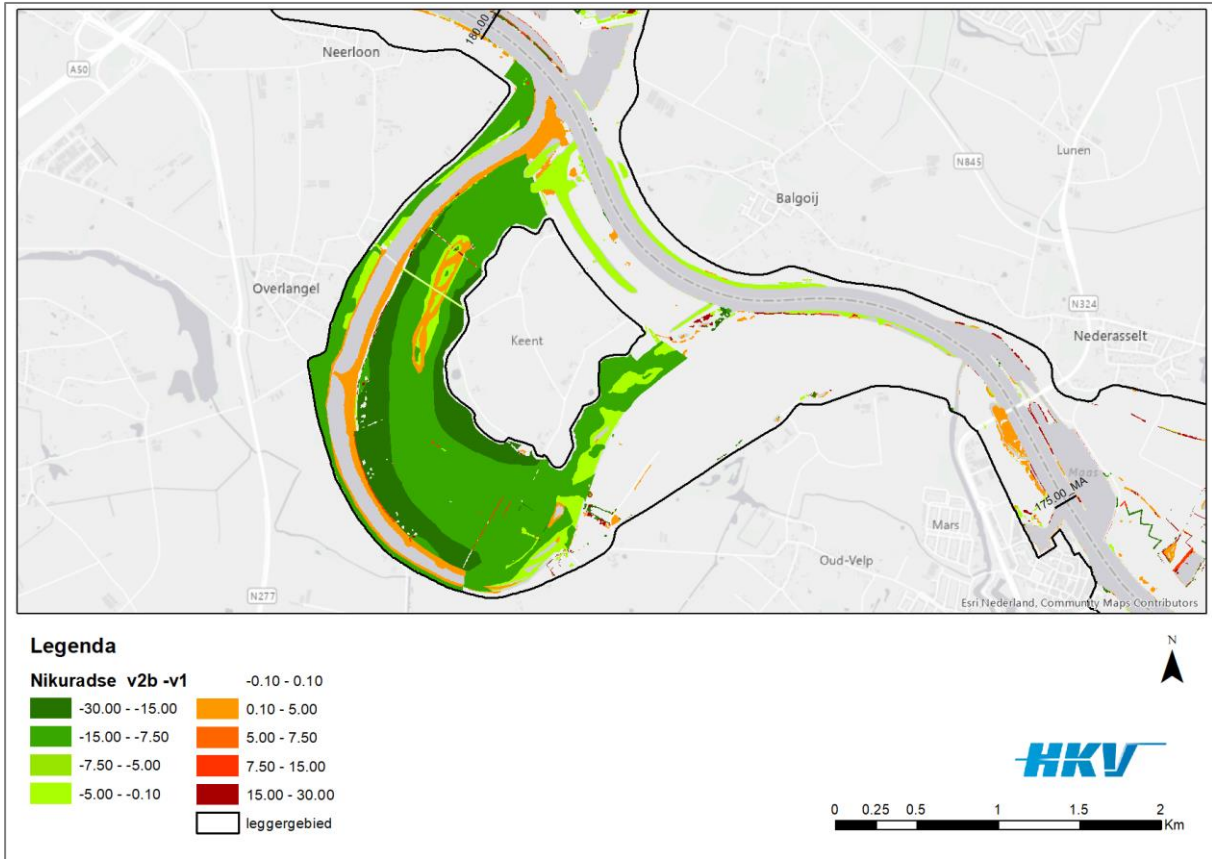 180.00
Neerloon
A50
Lunen
N845
Balgoij
Overlangel
N324
Nederasselt
Keent
Maas
175.00_MA
Mars
Oud-Velp
N277
Esri Nederland, Community Maps Contributors
Legenda
Nikuradse v2b -v1
-30.00 - -15.00
-15.00 - -7.50
-7.50 - -5.00
-5.00 - -0.10
-0.10 - 0.10
0.10 - 5.00
5.00 - 7.50
7.50 - 15.00
15.00 - 30.00
leggergebied
N
HKV
0 0.25 0.5 1 1.5 2
Km